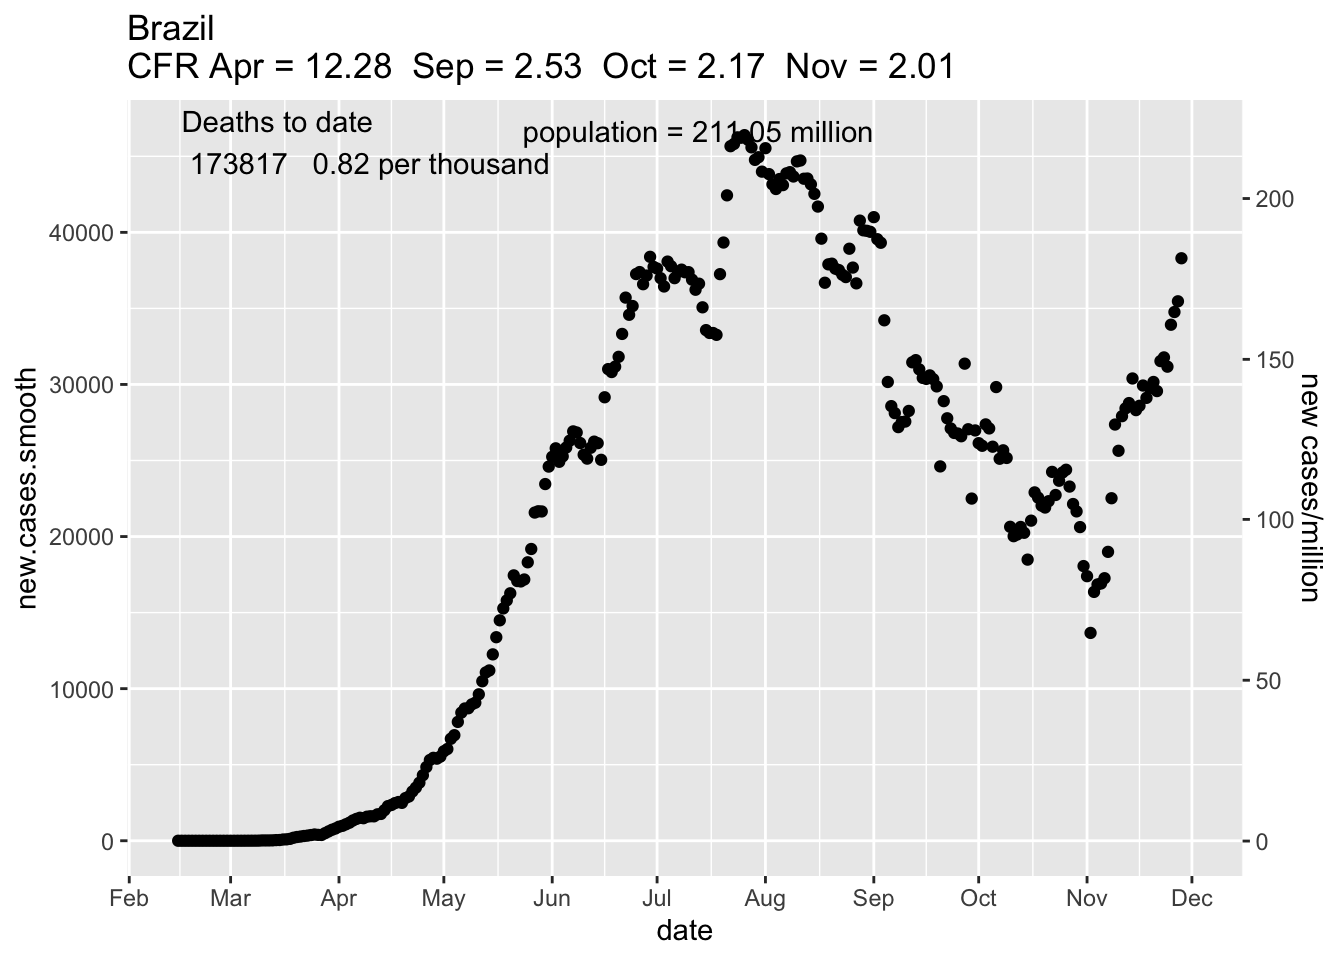 Brazil
CFR Apr = 12.28  Sep = 2.53  Oct = 2.17  Nov = 2.01
Deaths to date
173817   0.82 per thousand
population = 211.05 million
new.cases.smooth
40000
30000
20000
10000
0
200
150
100
50
0
new cases/million
Feb Mar Apr May Jun Jul Aug Sep Oct Nov Dec
date